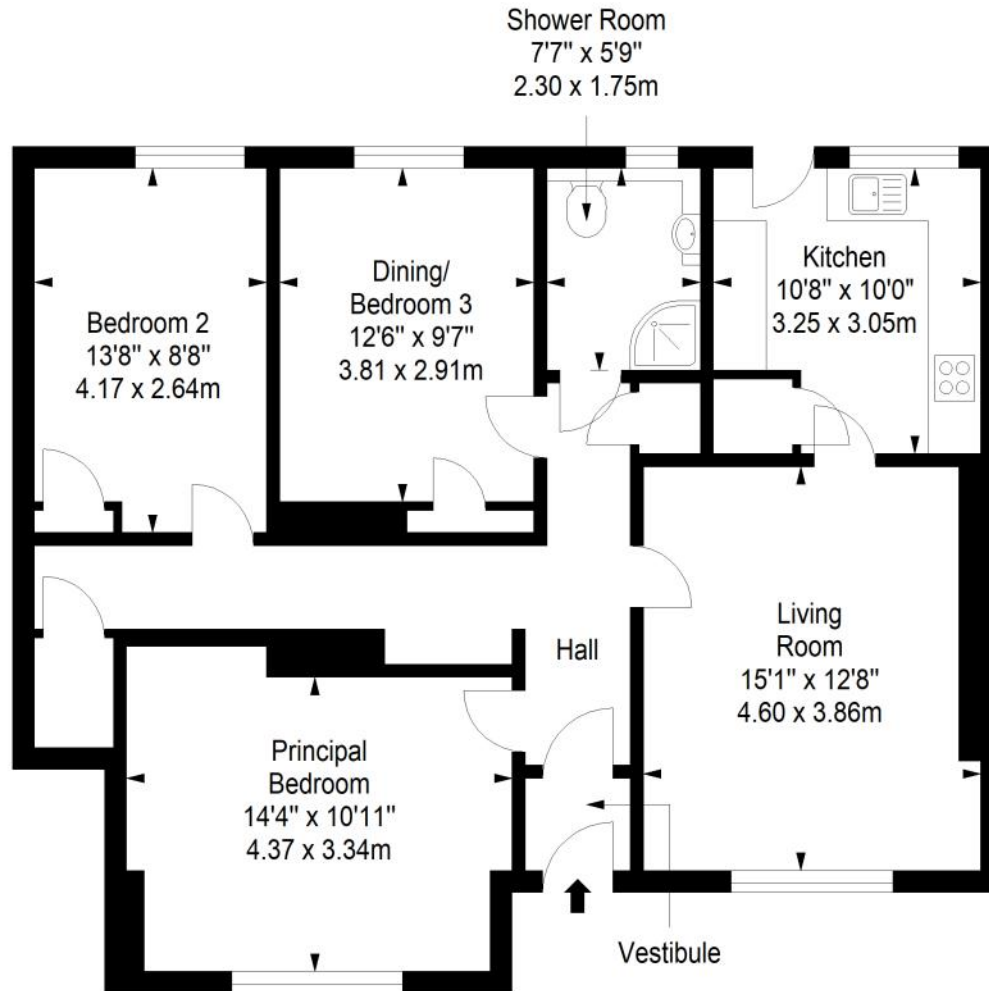 Shower Room
7'7" x 5'9"
2.30 x 1.75m
Bedroom 2
13'8" x 8'8"
4.17 x 2.64m
Dining/
Bedroom 3
12'6" x 9'7"
3.81 x 2.91m
Kitchen
10'8" x 10'0"
3.25 x 3.05m
Hall
Living
Room
15'1" x 12'8"
4.60 x 3.86m
Principal
Bedroom
14'4" x 10'11"
4.37 x 3.34m
Vestibule